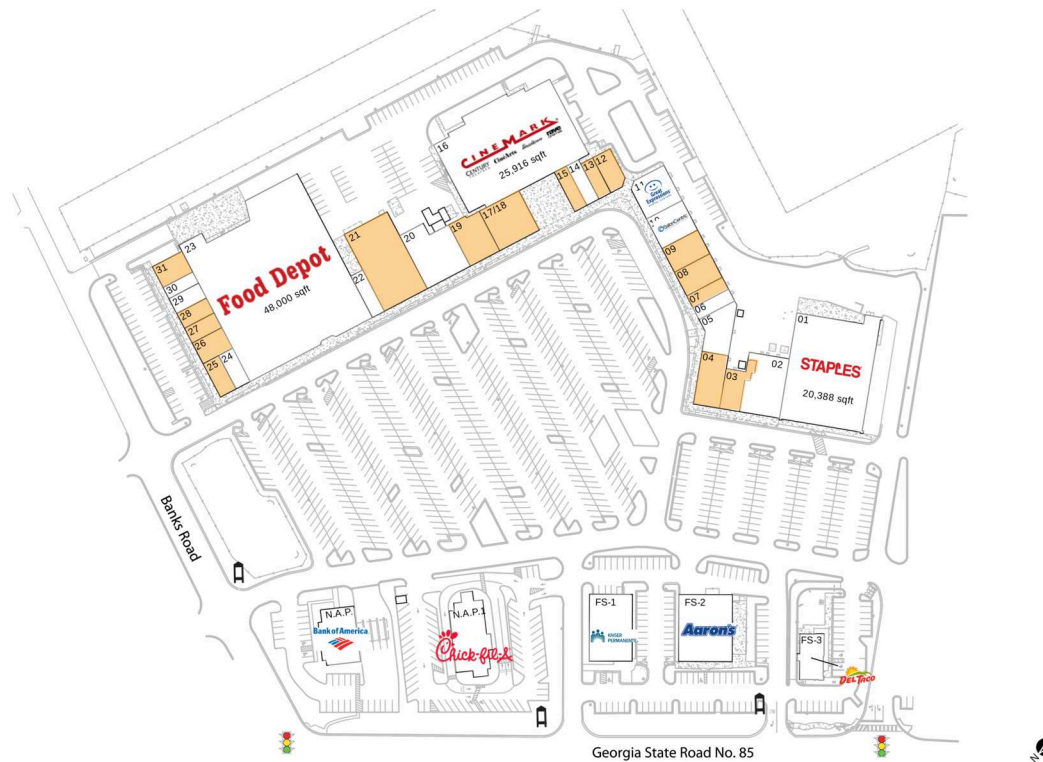 16
CINEMARK
CENTURY
CinéArts
rave
25,916 sqft
15
14
13
12
11
Great
Expressions
10
09
08
07
06
05
04
03
02
01
STAPLES
20,388 sqft
17/18
19
20
21
22
23
Food Depot
48,000 sqft
31
30
29
28
27
26
25
24
Banks Road
N.A.P.
Bank of America
N.A.P.1
Chick-fil-A
FS-1
KAISER
PERMANENTE
FS-2
Aaron's
FS-3
DEL TACO
Georgia State Road No. 85
N